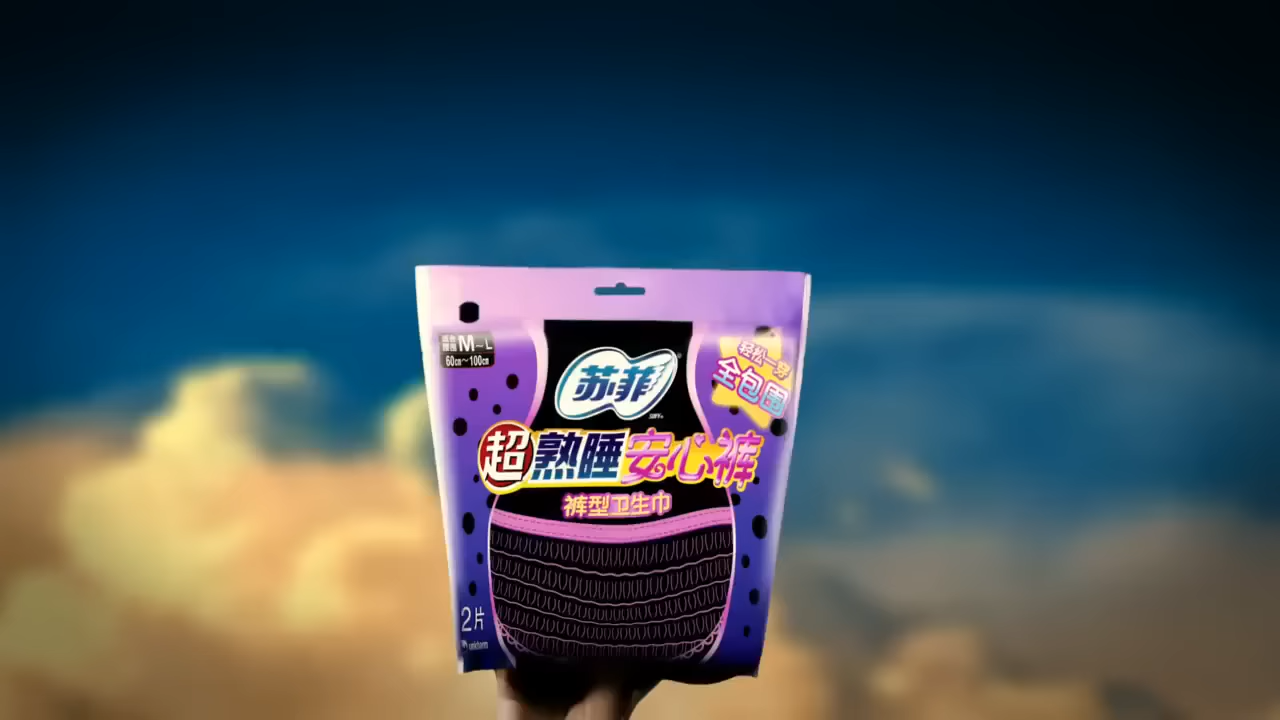 M~L
60cm~100cm
苏菲
轻松一穿
全包围
超熟睡安心裤
裤型卫生巾
2片
unicharm